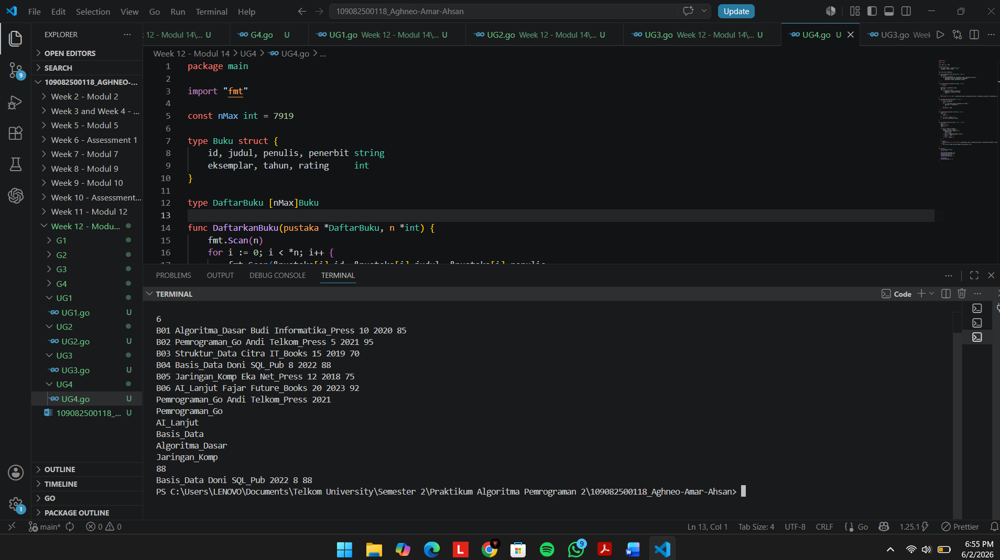 File Edit Selection View Go Run Terminal Help
109082500118_Aghneo-Amar-Ahsan
Update
EXPLORER
12 - Modul 14\... U
G4.go U
UG1.go Week 12 - Modul 14\... U
UG2.go Week 12 - Modul 14\... U
UG3.go Week 12 - Modul 14\... U
UG4.go U
UG3.go
OPEN EDITORS
SEARCH
109082500118_AGHNEO-...
Week 2 - Modul 2
Week 3 and Week 4 - ...
Week 5 - Modul 5
Week 6 - Assessment 1
Week 7 - Modul 7
Week 8 - Modul 9
Week 9 - Modul 10
Week 10 - Assessment...
Week 11 - Modul 12
Week 12 - Modu...
G1
G2
G3
G4
UG1
UG1.go U
UG2
UG2.go U
UG3
UG3.go U
UG4
UG4.go U
109082500118_... U
OUTLINE
TIMELINE
GO
PACKAGE OUTLINE
9
1
Week 12 - Modul 14 > UG4 > UG4.go > ...
1 package main
2
3 import "fmt"
4
5 const nMax int = 7919
6
7 type Buku struct {
8 id, judul, penulis, penerbit string
9 eksemplar, tahun, rating int
10 }
11
12 type DaftarBuku [nMax]Buku
13
14 func DaftarkanBuku(pustaka *DaftarBuku, n *int) {
15 fmt.Scan(n)
16 for i := 0; i < *n; i++ {
17 fmt.Scan(&pustaka[i].id, &pustaka[i].judul, &pustaka[i].penulis
PROBLEMS OUTPUT DEBUG CONSOLE TERMINAL
TERMINAL
Code
6
B01 Algoritma_Dasar Budi Informatika_Press 10 2020 85
B02 Pemrograman_Go Andi Telkom_Press 5 2021 95
B03 Struktur_Data Citra IT_Books 15 2019 70
B04 Basis_Data Doni SQL_Pub 8 2022 88
B05 Jaringan_Komp Eka Net_Press 12 2018 75
B06 AI_Lanjut Fajar Future_Books 20 2023 92
Pemrograman_Go Andi Telkom_Press 2021
Pemrograman_Go
AI_Lanjut
Basis_Data
Algoritma_Dasar
Jaringan_Komp
88
Basis_Data Doni SQL_Pub 2022 8 88
PS C:\Users\LENOVO\Documents\Telkom University\Semester 2\Praktikum Algoritma Pemrograman 2\109082500118_Aghneo-Amar-Ahsan>
main* 0 0
Ln 13, Col 1 Tab Size: 4 UTF-8 CRLF {} Go 1.25.1 Prettier
9
6:55 PM
6/2/2026